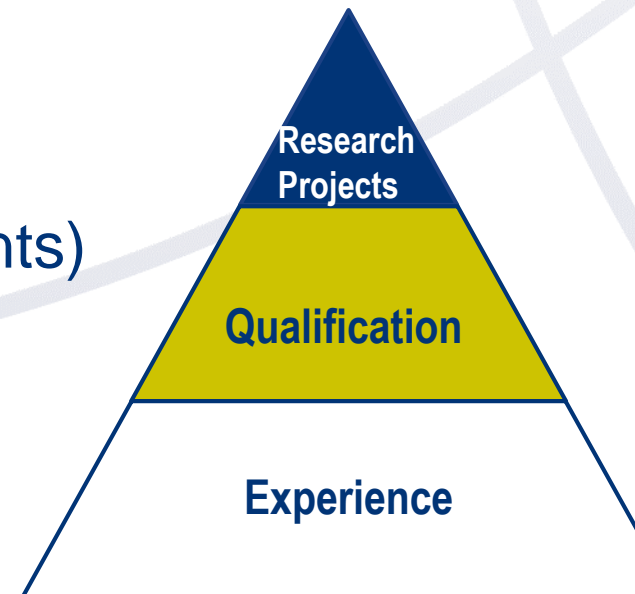 Research
Projects
nts)
Qualification
Experience